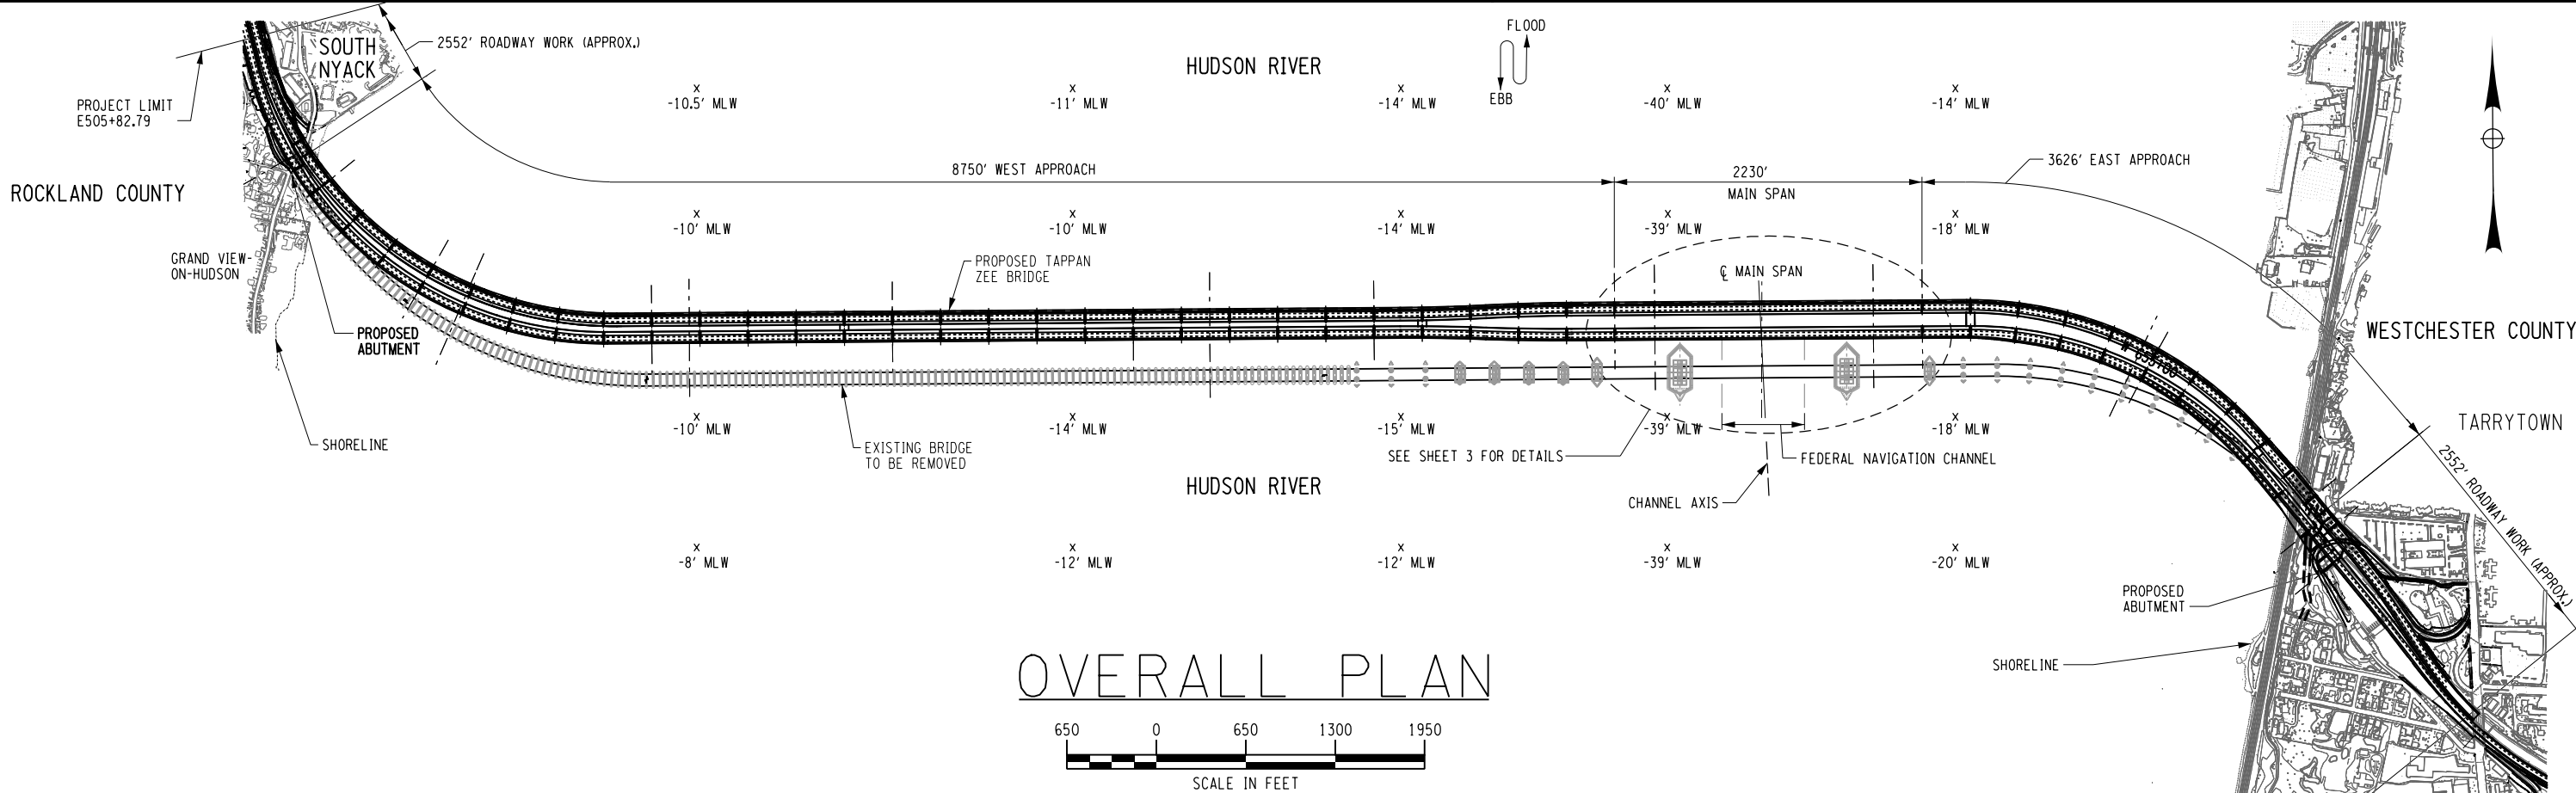 FLOOD
SOUTH
NYACK
2552' ROADWAY WORK (APPROX.)
HUDSON RIVER
EBB
PROJECT LIMIT
E505+82.79
-10.5' MLW
-11' MLW
-14' MLW
-40' MLW
-14' MLW
8750' WEST APPROACH
2230'
MAIN SPAN
3626' EAST APPROACH
ROCKLAND COUNTY
-10' MLW
-10' MLW
-14' MLW
-39' MLW
-18' MLW
GRAND VIEW-
ON-HUDSON
PROPOSED TAPPAN
ZEE BRIDGE
℄ MAIN SPAN
PROPOSED
ABUTMENT
WESTCHESTER COUNTY
TARRYTOWN
-10' MLW
-14' MLW
-15' MLW
-39' MLW
-18' MLW
SHORELINE
EXISTING BRIDGE
TO BE REMOVED
SEE SHEET 3 FOR DETAILS
FEDERAL NAVIGATION CHANNEL
HUDSON RIVER
CHANNEL AXIS
2552' ROADWAY WORK (APPROX.)
-8' MLW
-12' MLW
-12' MLW
-39' MLW
-20' MLW
PROPOSED
ABUTMENT
SHORELINE
OVERALL PLAN
650 0 650 1300 1950
SCALE IN FEET